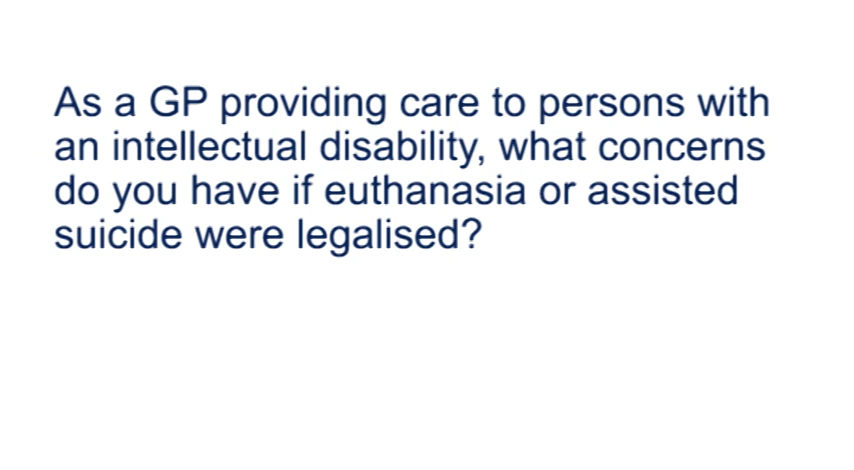 As a GP providing care to persons with
an intellectual disability, what concerns
do you have if euthanasia or assisted
suicide were legalised?